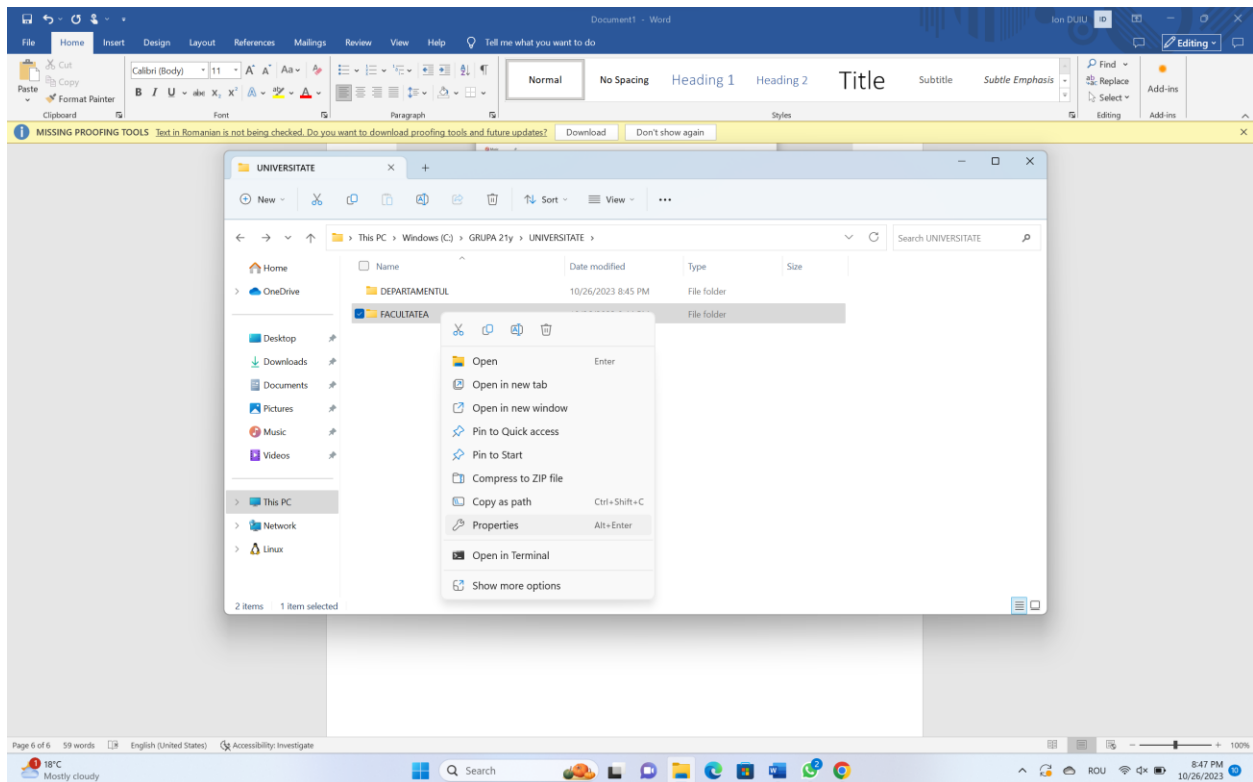 Document1 - Word
Ion DUIU
ID
File Home Insert Design Layout References Mailings Review View Help Tell me what you want to do
Editing
Paste
Cut
Copy
Format Painter
Clipboard
Calibri (Body) 11
Font
Paragraph
Normal
No Spacing
Heading 1
Heading 2
Title
Subtitle
Subtle Emphasis
Styles
Find
Replace
Select
Editing
Add-ins
Add-ins
MISSING PROOFING TOOLS Text in Romanian is not being checked. Do you want to download proofing tools and future updates? Download Don't show again
UNIVERSITATE
New
Sort
View
This PC > Windows (C:) > GRUPA 21y > UNIVERSITATE >
Search UNIVERSITATE
Home
OneDrive
Desktop
Downloads
Documents
Pictures
Music
Videos
This PC
Network
Linux
Name Date modified Type Size
DEPARTAMENTUL 10/26/2023 8:45 PM File folder
FACULTATEA File folder
Open Enter
Open in new tab
Open in new window
Pin to Quick access
Pin to Start
Compress to ZIP file
Copy as path Ctrl+Shift+C
Properties Alt+Enter
Open in Terminal
Show more options
2 items 1 item selected
Page 6 of 6 59 words English (United States) Accessibility: Investigate 100%
1
18°C
Mostly cloudy
Search
2
ROU
8:47 PM
10/26/2023